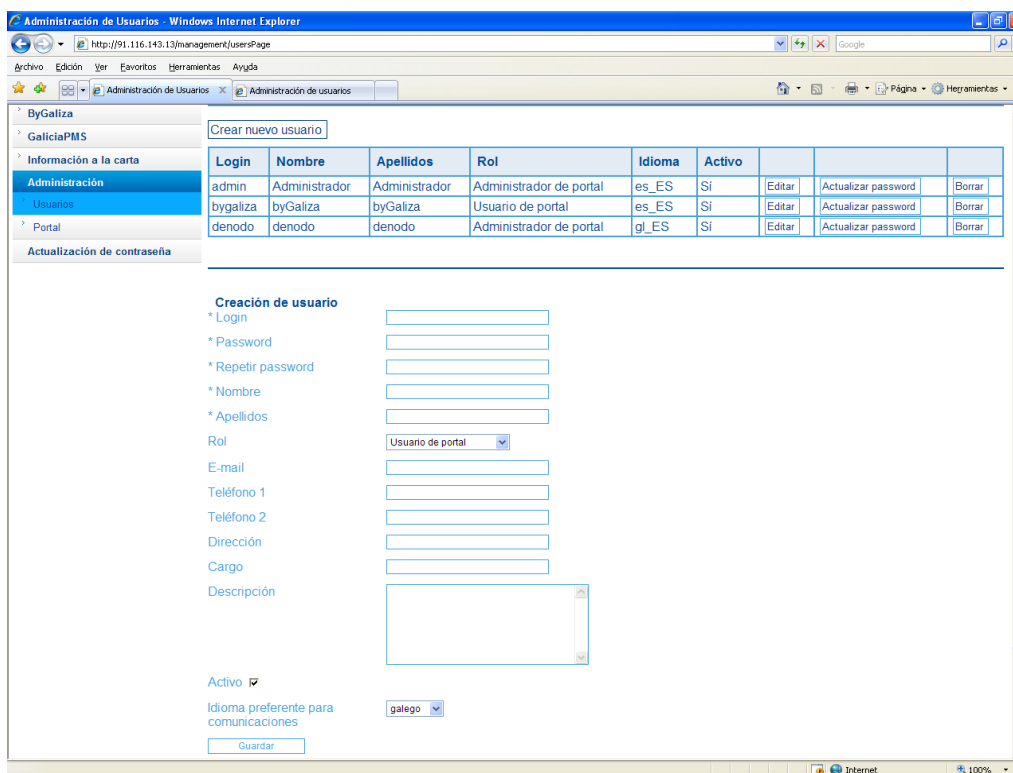 Administración de Usuarios - Windows Internet Explorer
http://91.116.143.13/management/usersPage
Google
Archivo Edición Ver Favoritos Herramientas Ayuda
Administración de Usuarios
Administración de usuarios
Página
Herramientas
ByGaliza
GaliciaPMS
Información a la carta
Administración
Usuarios
Portal
Actualización de contraseña
Crear nuevo usuario
Login Nombre Apellidos Rol Idioma Activo
admin Administrador Administrador Administrador de portal es_ES Sí Editar Actualizar password Borrar
bygaliza byGaliza byGaliza Usuario de portal es_ES Sí Editar Actualizar password Borrar
denodo denodo denodo Administrador de portal gl_ES Sí Editar Actualizar password Borrar
Creación de usuario
* Login
* Password
* Repetir password
* Nombre
* Apellidos
Rol Usuario de portal
E-mail
Teléfono 1
Teléfono 2
Dirección
Cargo
Descripción
Activo
Idioma preferente para
comunicaciones
galego
Guardar
Internet 100%